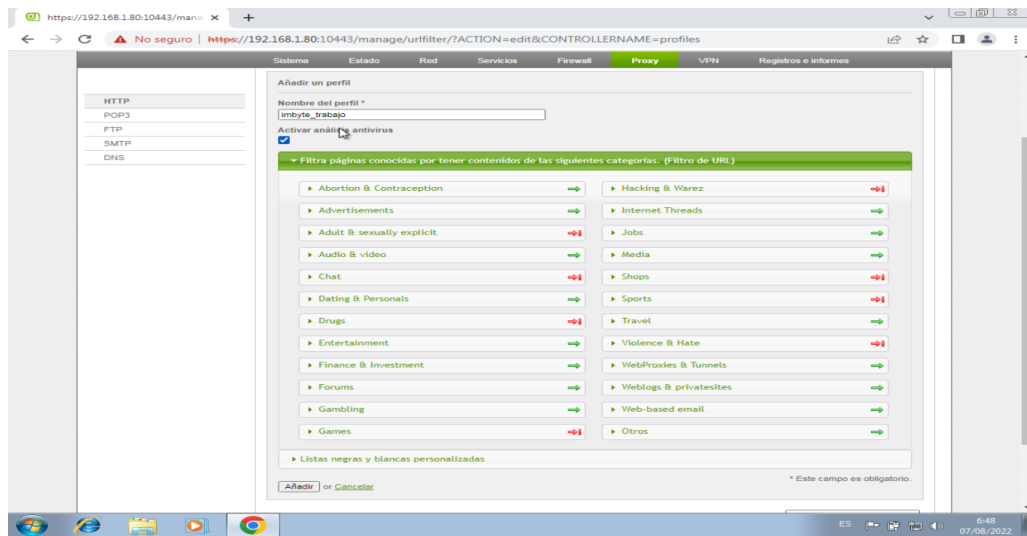 https://192.168.1.80:10443/mana
No seguro | https://192.168.1.80:10443/manage/urlfilter/?ACTION=edit&CONTROLLERNAME=profiles
Sistema Estado Red Servicios Firewall Proxy VPN Registros e informes
HTTP
POP3
FTP
SMTP
DNS
Añadir un perfil
Nombre del perfil *
imbyte_trabajo
Activar análisis antivirus
Filtra páginas conocidas por tener contenidos de las siguientes categorías. (Filtro de URL)
Abortion & Contraception
Advertisements
Adult & sexually explicit
Audio & video
Chat
Dating & Personals
Drugs
Entertainment
Finance & Investment
Forums
Gambling
Games
Hacking & Warez
Internet Threads
Jobs
Media
Shops
Sports
Travel
Violence & Hate
WebProxies & Tunnels
Weblogs & privatesites
Web-based email
Otros
Listas negras y blancas personalizadas
* Este campo es obligatorio.
Añadir or Cancelar
ES
6:48
07/08/2022